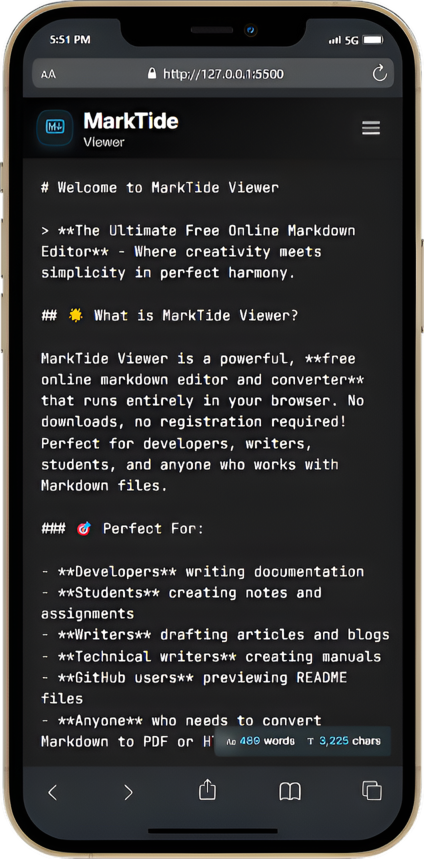 5:51 PM
5G
AA
http://127.0.0.1:5500
M↓
MarkTide
Viewer
# Welcome to MarkTide Viewer
> **The Ultimate Free Online Markdown
Editor** - Where creativity meets
simplicity in perfect harmony.
## 🌟 What is MarkTide Viewer?
MarkTide Viewer is a powerful, **free
online markdown editor and converter**
that runs entirely in your browser. No
downloads, no registration required!
Perfect for developers, writers,
students, and anyone who works with
Markdown files.
### 🎯 Perfect For:
- **Developers** writing documentation
- **Students** creating notes and
assignments
- **Writers** drafting articles and blogs
- **Technical writers** creating manuals
- **GitHub users** previewing README
files
- **Anyone** who needs to convert
Markdown to PDF or
489 words T 3,225 chars